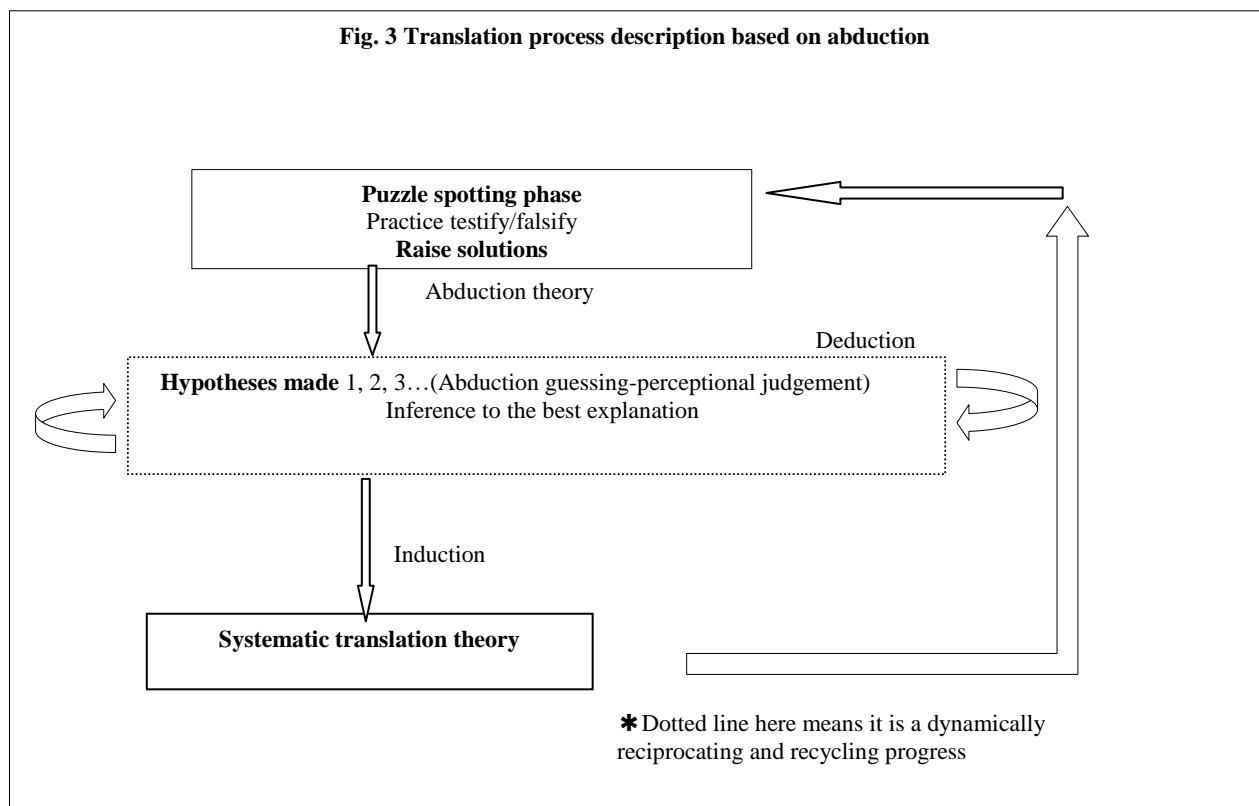 Fig. 3 Translation process description based on abduction
Puzzle spotting phase
Practice testify/falsify
Raise solutions
Abduction theory
Deduction
Hypotheses made 1, 2, 3…(Abduction guessing-perceptional judgement)
Inference to the best explanation
Induction
Systematic translation theory
✱Dotted line here means it is a dynamically
reciprocating and recycling progress